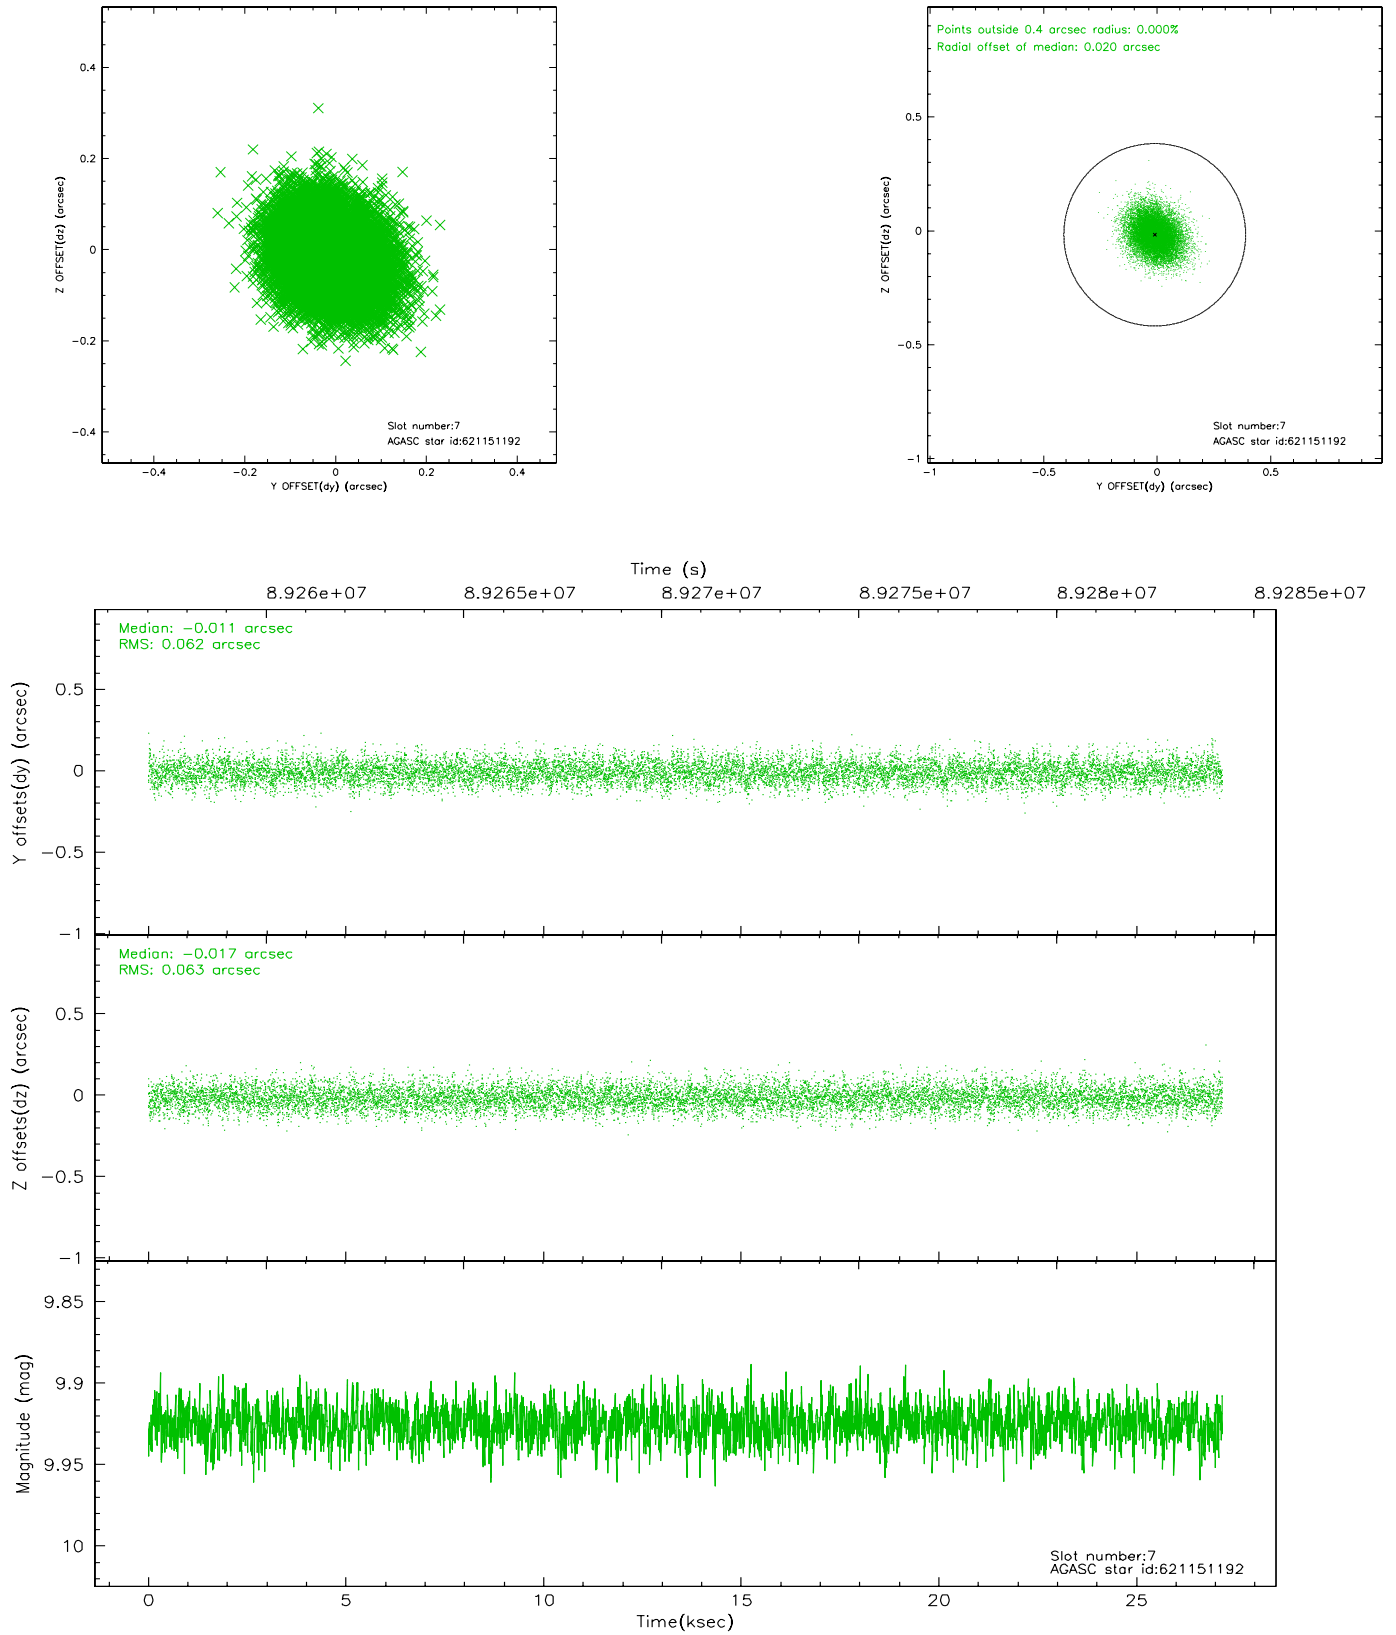 0.4
0.2
0
−0.2
−0.4
Z OFFSET(dz) (arcsec)
Slot number:7
AGASC star id:621151192
−0.4 −0.2 0 0.2 0.4
Y OFFSET(dy) (arcsec)
Points outside 0.4 arcsec radius: 0.000%
Radial offset of median: 0.020 arcsec
0.5
0
−0.5
−1
Z OFFSET(dz) (arcsec)
Slot number:7
AGASC star id:621151192
−1 −0.5 0 0.5
Y OFFSET(dy) (arcsec)
Time (s)
8.926e+07 8.9265e+07 8.927e+07 8.9275e+07 8.928e+07 8.9285e+07
Median: −0.011 arcsec
RMS: 0.062 arcsec
0.5
0
−0.5
−1
Y offsets(dy) (arcsec)
Median: −0.017 arcsec
RMS: 0.063 arcsec
0.5
0
−0.5
−1
Z offsets(dz) (arcsec)
9.85
9.9
9.95
10
Magnitude (mag)
Slot number:7
AGASC star id:621151192
0 5 10 15 20 25
Time(ksec)